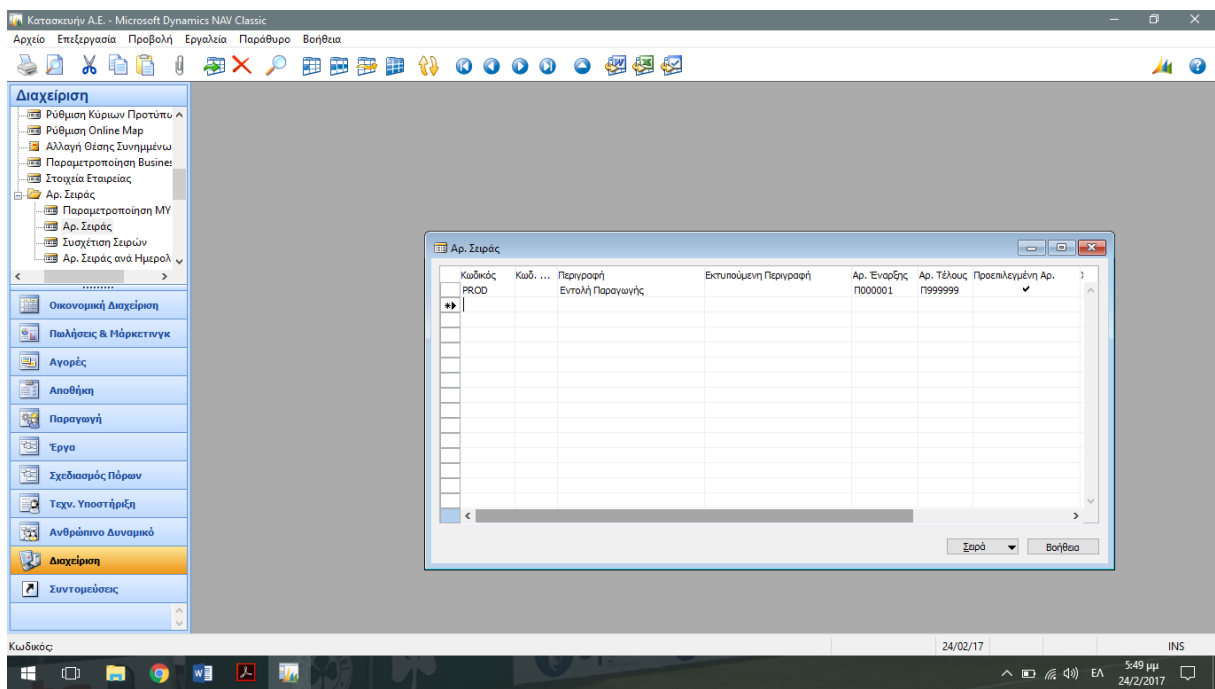 Κατασκευήν Α.Ε. - Microsoft Dynamics NAV Classic
Αρχείο Επεξεργασία Προβολή Εργαλεία Παράθυρο Βοήθεια
Διαχείριση
Ρύθμιση Κύριων Προτύπω
Ρύθμιση Online Map
Αλλαγή Θέσης Συνημμένω
Παραμετροποίηση Busines
Στοιχεία Εταιρείας
Αρ. Σειράς
Παραμετροποίηση ΜΥ
Αρ. Σειράς
Συσχέτιση Σειρών
Αρ. Σειράς ανά Ημερολ
Οικονομική Διαχείριση
Πωλήσεις & Μάρκετινγκ
Αγορές
Αποθήκη
Παραγωγή
Έργα
Σχεδιασμός Πόρων
Τεχν. Υποστήριξη
Ανθρώπινο Δυναμικό
Διαχείριση
Συντομεύσεις
Αρ. Σειράς
Κωδικός Κωδ. ... Περιγραφή Εκτυπούμενη Περιγραφή Αρ. Έναρξης Αρ. Τέλους Προεπιλεγμένη Αρ.
PROD Εντολή Παραγωγής Π000001 Π999999 ✔
Σειρά Βοήθεια
Κωδικός: 24/02/17 INS
ΕΛ 5:49 μμ
24/2/2017